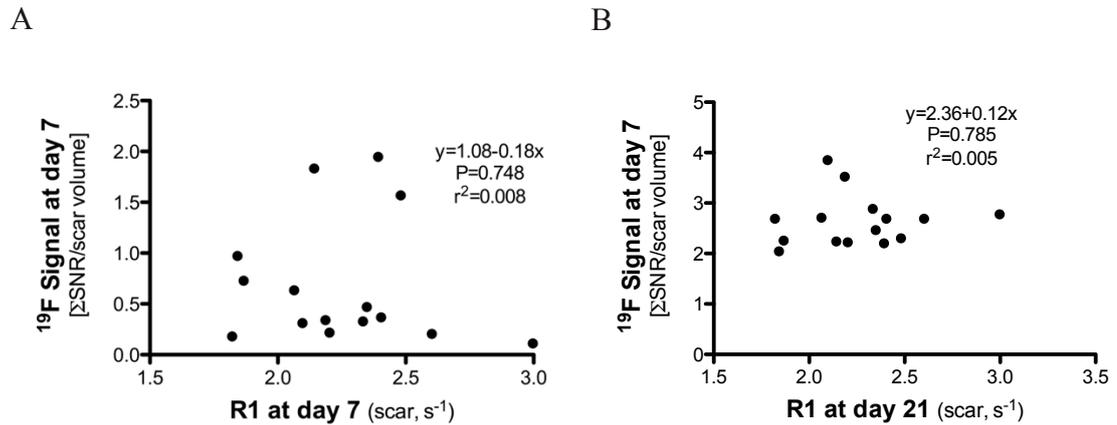 A
B
¹⁹F Signal at day 7
[ΣSNR/scar volume]
2.5
2.0
1.5
1.0
0.5
0.0
y=1.08-0.18x
P=0.748
r²=0.008
1.5
2.0
2.5
3.0
R1 at day 7 (scar, s⁻¹)
¹⁹F Signal at day 7
[ΣSNR/scar volume]
5
4
3
2
1
0
y=2.36+0.12x
P=0.785
r²=0.005
1.5
2.0
2.5
3.0
3.5
R1 at day 21 (scar, s⁻¹)